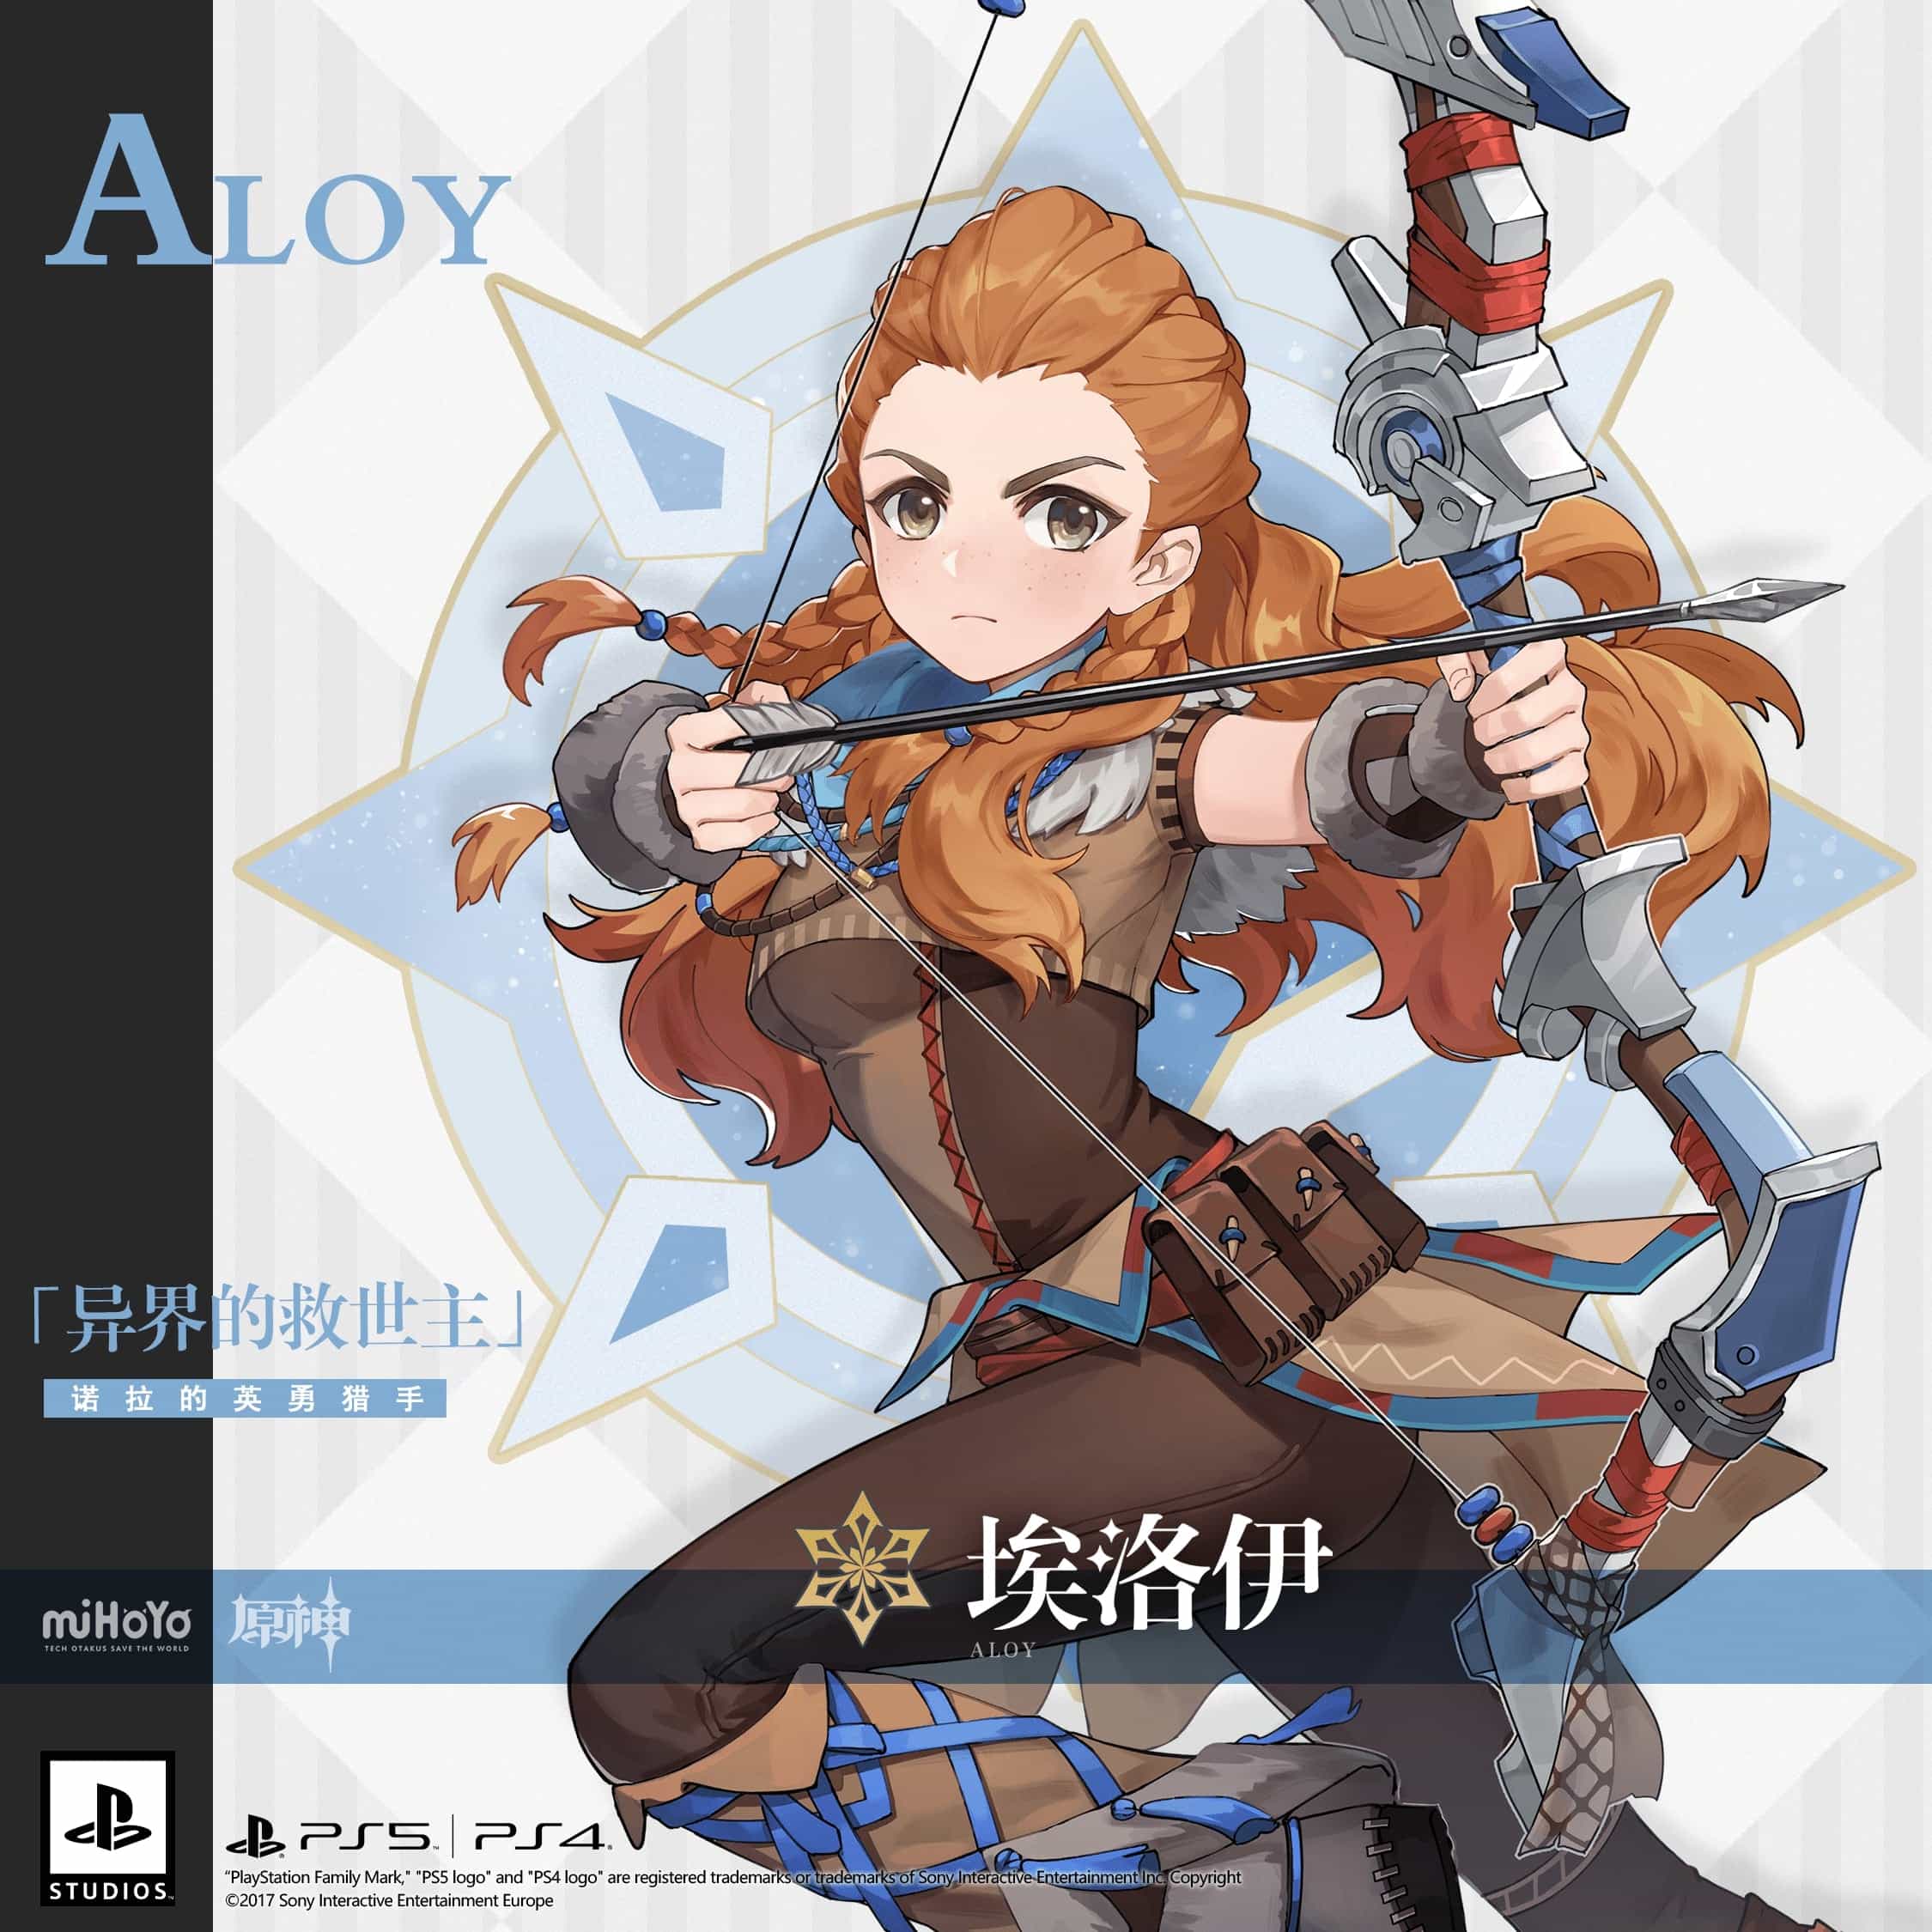 ALOY
「异界的救世主」
诺拉的英勇猎手
埃洛伊
ALOY
miHoYo
TECH OTAKUS SAVE THE WORLD
原神
PS5 | PS4
STUDIOS
"PlayStation Family Mark," "PS5 logo" and "PS4 logo" are registered trademarks or trademarks of Sony Interactive Entertainment Inc. Copyright
©2017 Sony Interactive Entertainment Europe